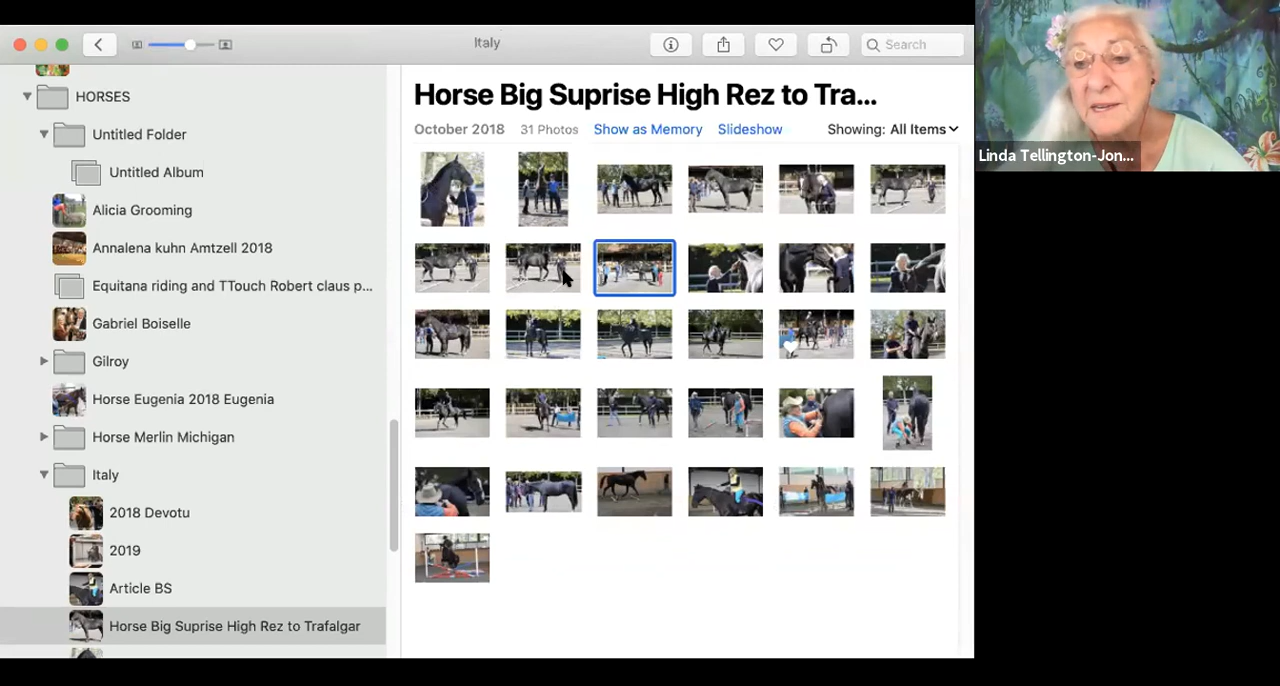 Italy
Search
HORSES
Untitled Folder
Untitled Album
Alicia Grooming
Annalena kuhn Amtzell 2018
Equitana riding and TTouch Robert claus p...
Gabriel Boiselle
Gilroy
Horse Eugenia 2018 Eugenia
Horse Merlin Michigan
Italy
2018 Devotu
2019
Article BS
Horse Big Suprise High Rez to Trafalgar
Horse Big Suprise High Rez to Tra...
October 2018 31 Photos Show as Memory Slideshow Showing: All Items
Linda Tellington-Jon...